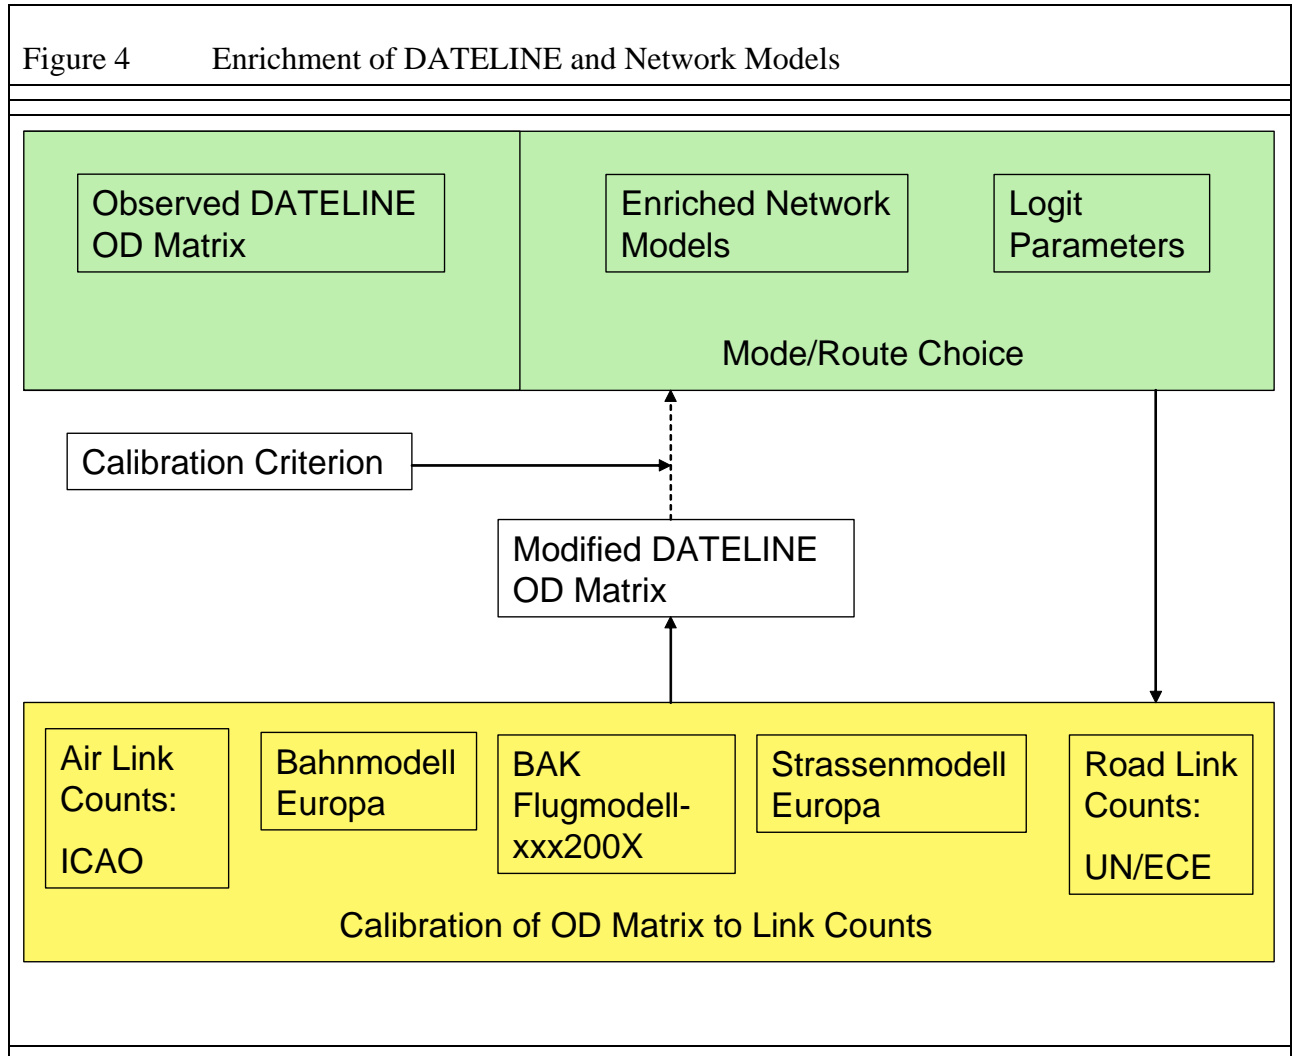 Figure 4 Enrichment of DATELINE and Network Models
Observed DATELINE
OD Matrix
Enriched Network
Models
Logit
Parameters
Mode/Route Choice
Calibration Criterion
Modified DATELINE
OD Matrix
Air Link
Counts:
ICAO
Bahnmodell
Europa
BAK
Flugmodell-
xxx200X
Strassenmodell
Europa
Road Link
Counts:
UN/ECE
Calibration of OD Matrix to Link Counts